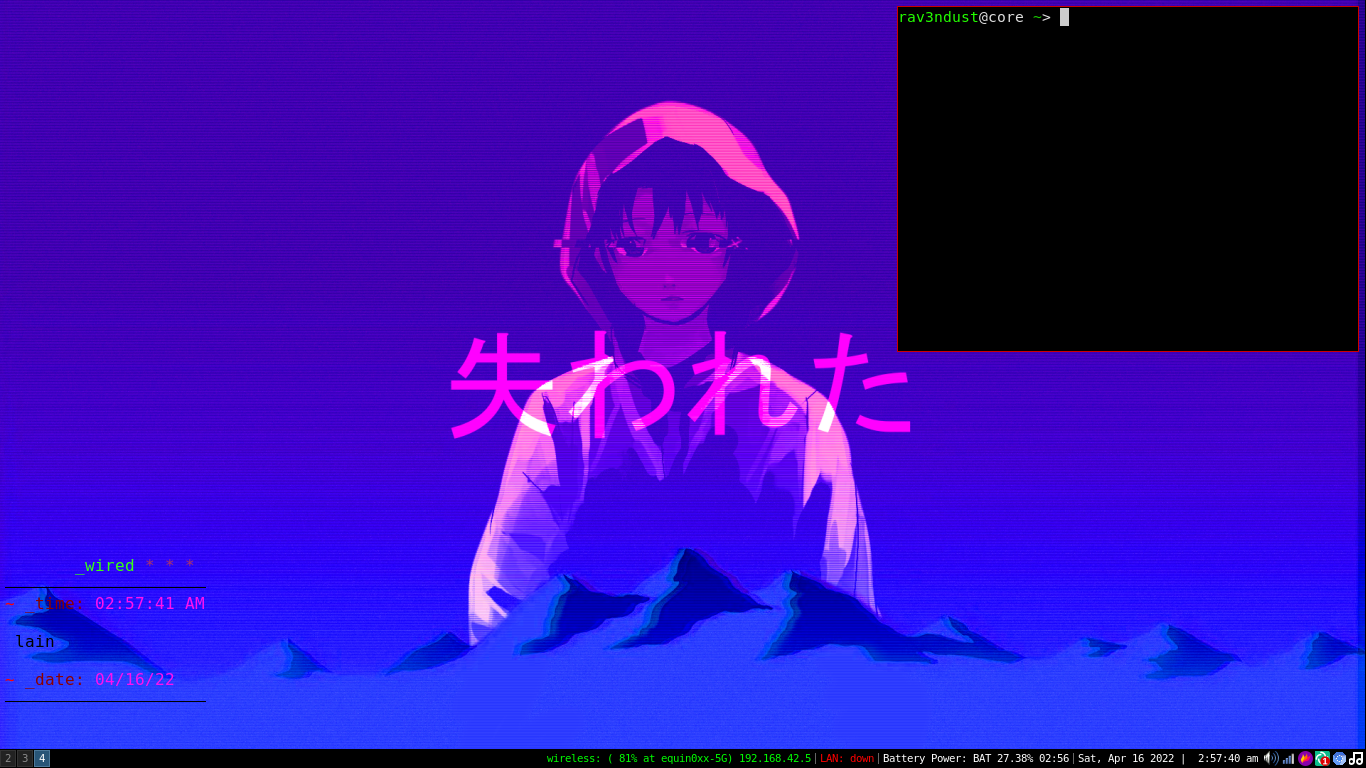 rav3ndust@core ~>
失われた
_wired * * *
→ _time: 02:57:41 AM
lain
→ _date: 04/16/22
2 3 4 wireless: ( 81% at equin0xx-5G) 192.168.42.5|LAN: down|Battery Power: BAT 27.38% 02:56|Sat, Apr 16 2022 | 2:57:40 am 1